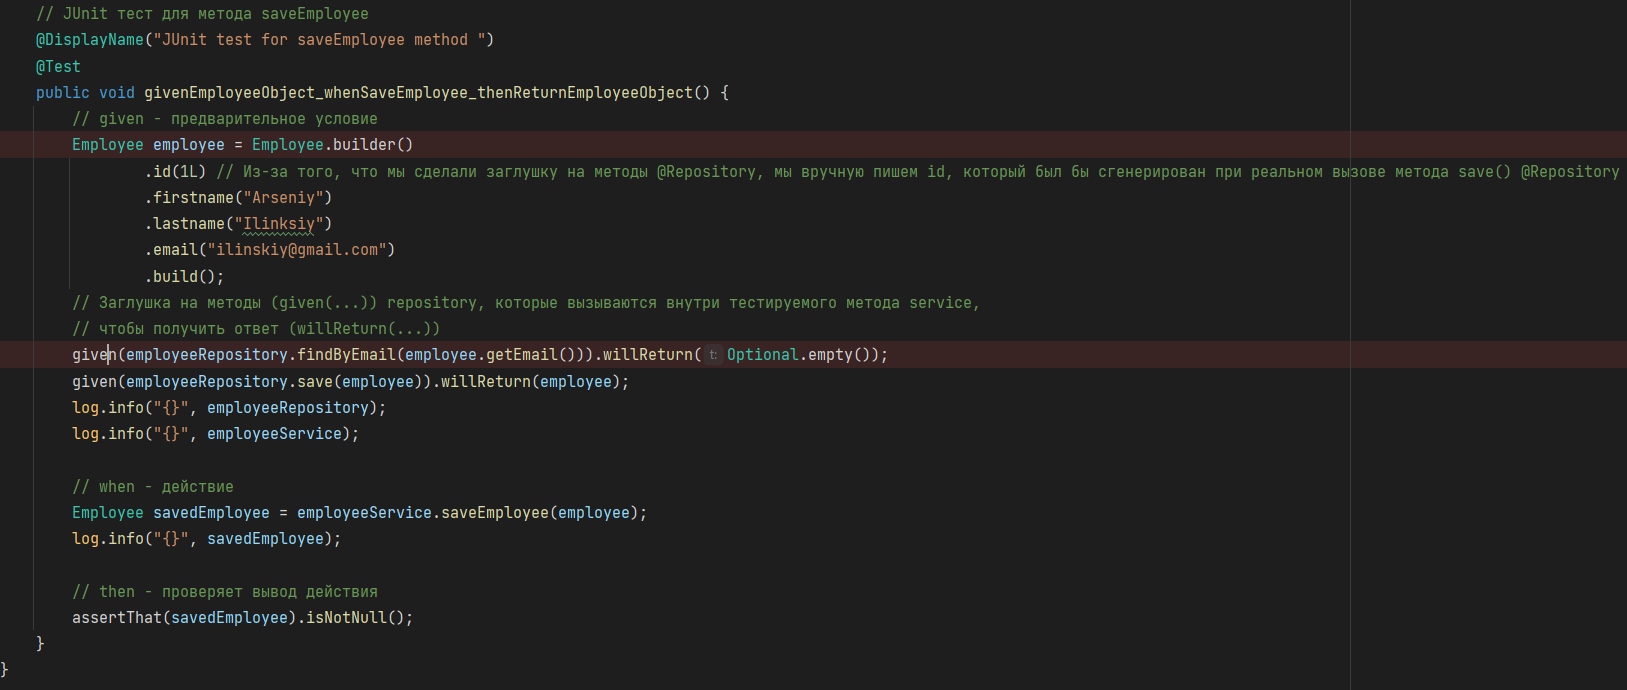 // JUnit тест для метода saveEmployee
@DisplayName("JUnit test for saveEmployee method ")
@Test
public void givenEmployeeObject_whenSaveEmployee_thenReturnEmployeeObject() {
// given - предварительное условие
Employee employee = Employee.builder()
.id(1L) // Из-за того, что мы сделали заглушку на методы @Repository, мы вручную пишем id, который был бы сгенерирован при реальном вызове метода save() @Repository
.firstname("Arseniy")
.lastname("Ilinksiy")
.email("ilinskiy@gmail.com")
.build();
// Заглушка на методы (given(...)) repository, которые вызываются внутри тестируемого метода service,
// чтобы получить ответ (willReturn(...))
given(employeeRepository.findByEmail(employee.getEmail())).willReturn( t: Optional.empty());
given(employeeRepository.save(employee)).willReturn(employee);
log.info("{}", employeeRepository);
log.info("{}", employeeService);
// when - действие
Employee savedEmployee = employeeService.saveEmployee(employee);
log.info("{}", savedEmployee);
// then - проверяет вывод действия
assertThat(savedEmployee).isNotNull();
}
}